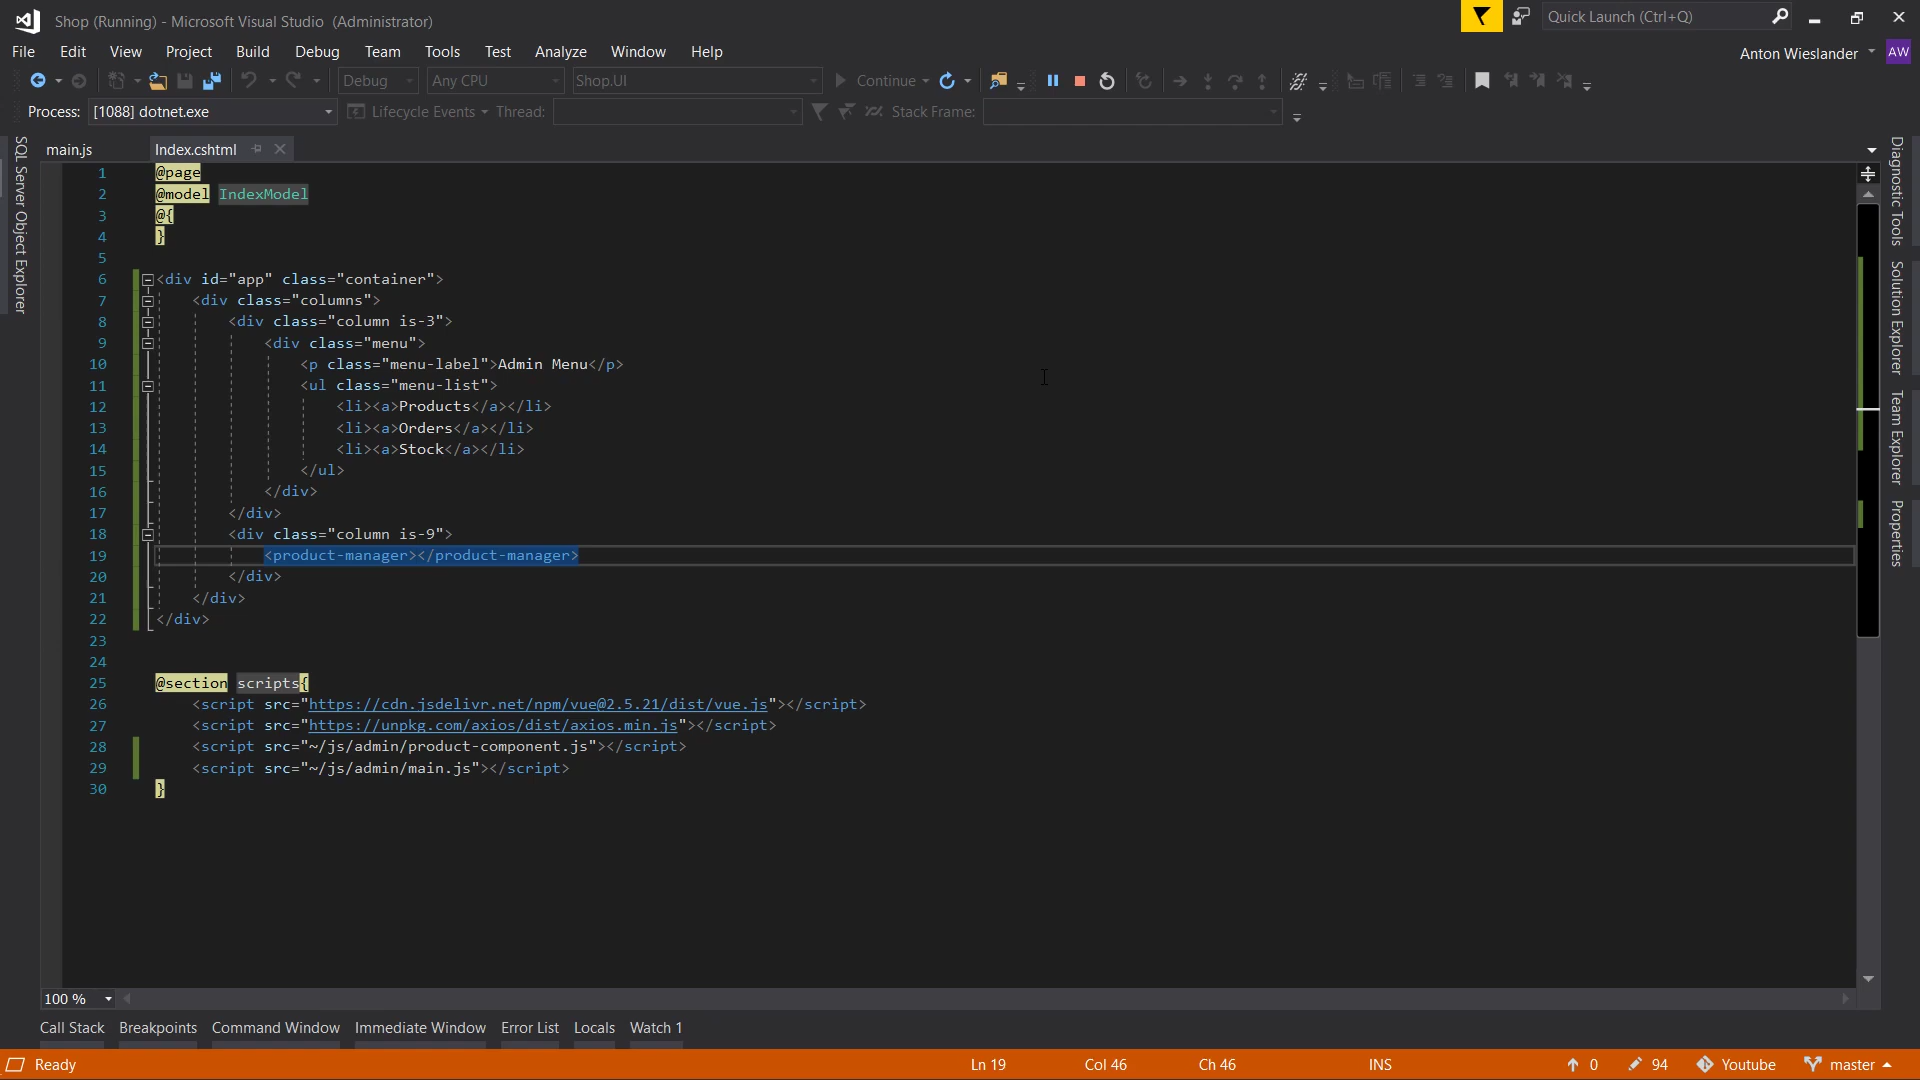 Shop (Running) - Microsoft Visual Studio (Administrator)
Quick Launch (Ctrl+Q)
File Edit View Project Build Debug Team Tools Test Analyze Window Help
Anton Wieslander AW
Debug Any CPU Shop.UI Continue
Process: [1088] dotnet.exe Lifecycle Events Thread: Stack Frame:
main.js Index.cshtml
SQL Server Object Explorer
Diagnostic Tools
Solution Explorer
Team Explorer
Properties
1 @page
2 @model IndexModel
3 @{
4 }
5
6 <div id="app" class="container">
7 <div class="columns">
8 <div class="column is-3">
9 <div class="menu">
10 <p class="menu-label">Admin Menu</p>
11 <ul class="menu-list">
12 <li><a>Products</a></li>
13 <li><a>Orders</a></li>
14 <li><a>Stock</a></li>
15 </ul>
16 </div>
17 </div>
18 <div class="column is-9">
19 <product-manager></product-manager>
20 </div>
21 </div>
22 </div>
23
24
25 @section scripts{
26 <script src="https://cdn.jsdelivr.net/npm/vue@2.5.21/dist/vue.js"></script>
27 <script src="https://unpkg.com/axios/dist/axios.min.js"></script>
28 <script src="~/js/admin/product-component.js"></script>
29 <script src="~/js/admin/main.js"></script>
30 }
100 %
Call Stack Breakpoints Command Window Immediate Window Error List Locals Watch 1
Ready Ln 19 Col 46 Ch 46 INS 0 94 Youtube master